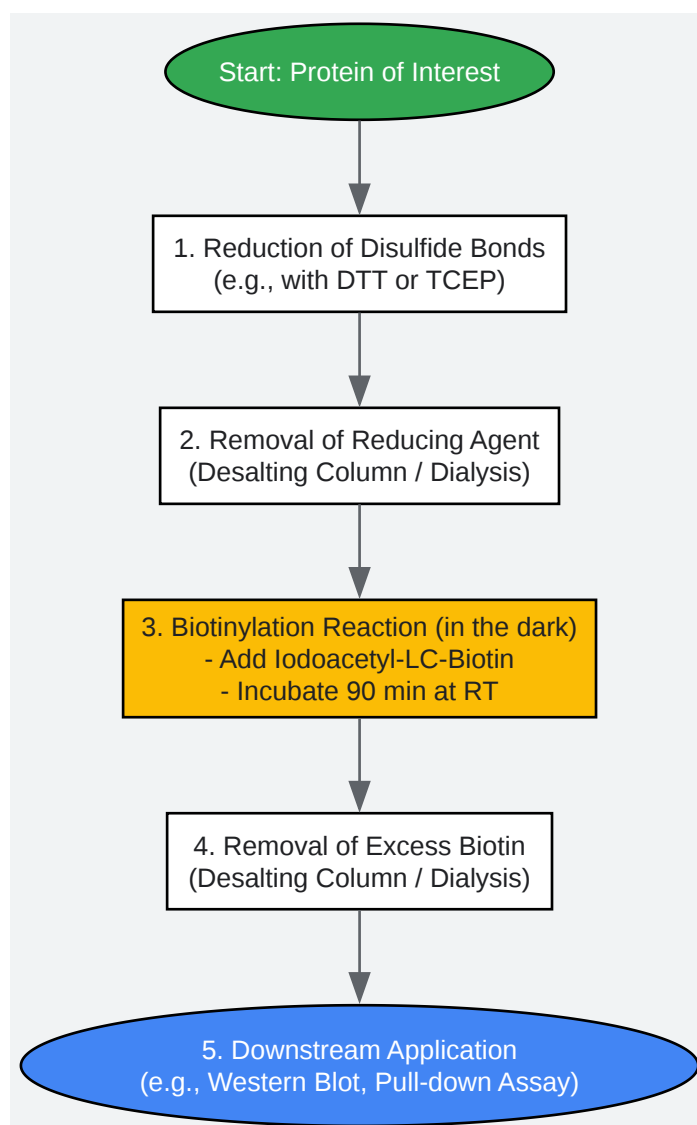 Start: Protein of Interest
1. Reduction of Disulfide Bonds
(e.g., with DTT or TCEP)
2. Removal of Reducing Agent
(Desalting Column / Dialysis)
3. Biotinylation Reaction (in the dark)
- Add Iodoacetyl-LC-Biotin
- Incubate 90 min at RT
4. Removal of Excess Biotin
(Desalting Column / Dialysis)
5. Downstream Application
(e.g., Western Blot, Pull-down Assay)